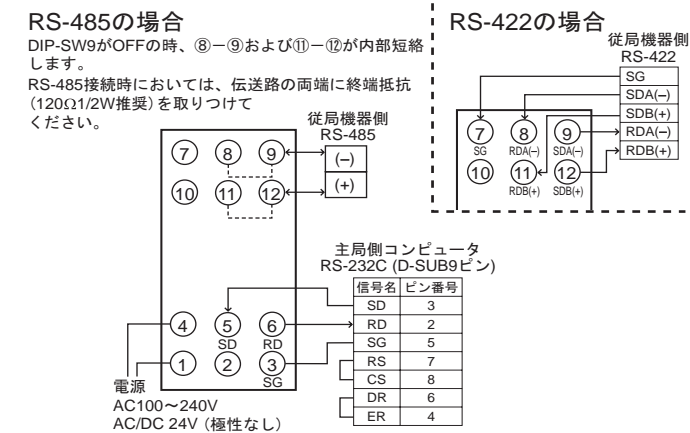 RS-485の場合
DIP-SW9がOFFの時、⑧－⑨および⑪－⑫が内部短絡
します。
RS-485接続時においては、伝送路の両端に終端抵抗
(120Ω1/2W推奨)を取りつけて
ください。
従局機器側
RS-485
7 8 9 (–)
10 11 12 (+)
主局側コンピュータ
RS-232C (D-SUB9ピン)
信号名 ピン番号
SD 3
RD 2
SG 5
RS 7
CS 8
DR 6
ER 4
4 5 6
SD RD
1 2 3
SG
電源
AC100～240V
AC/DC 24V (極性なし)
RS-422の場合
従局機器側
RS-422
SG
SDA(–)
SDB(+)
RDA(–)
RDB(+)
7 8 9
SG RDA(–) SDA(–)
10 11 12
RDB(+) SDB(+)